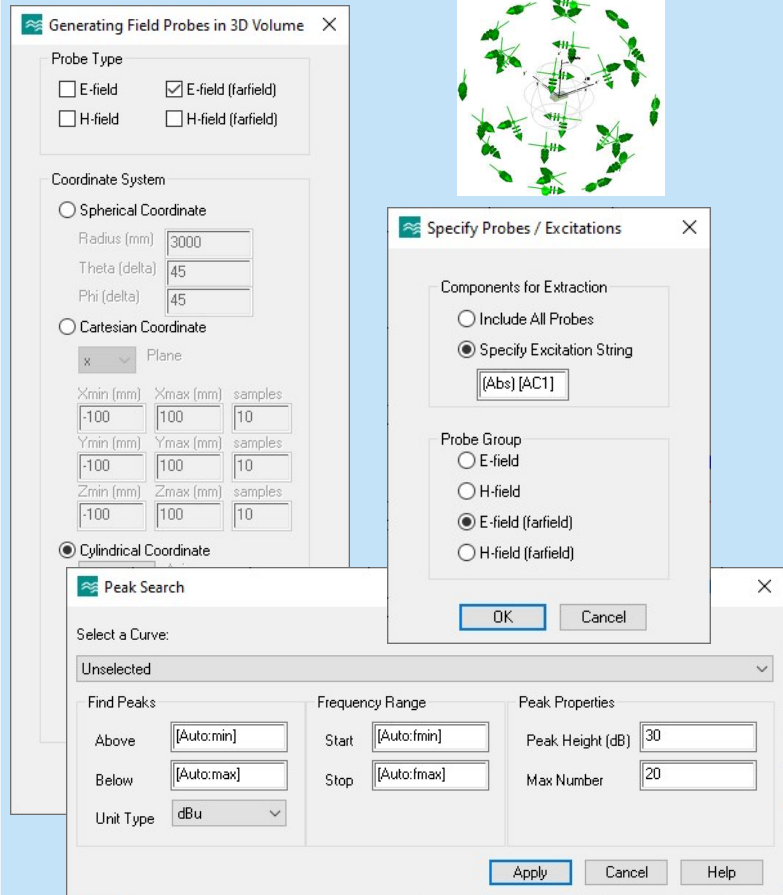 Generating Field Probes in 3D Volume
Probe Type
E-field
E-field (farfield)
H-field
H-field (farfield)
Coordinate System
Spherical Coordinate
Radius (mm) 3000
Theta (delta) 45
Phi (delta) 45
Cartesian Coordinate
x Plane
Xmin (mm) Xmax (mm) samples
-100 100 10
Ymin (mm) Ymax (mm) samples
-100 100 10
Zmin (mm) Zmax (mm) samples
-100 100 10
Cylindrical Coordinate
Specify Probes / Excitations
Components for Extraction
Include All Probes
Specify Excitation String
(Abs) [AC1]
Probe Group
E-field
H-field
E-field (farfield)
H-field (farfield)
OK Cancel
Peak Search
Select a Curve:
Unselected
Find Peaks
Above [Auto:min]
Below [Auto:max]
Unit Type dBu
Frequency Range
Start [Auto:fmin]
Stop [Auto:fmax]
Peak Properties
Peak Height (dB) 30
Max Number 20
Apply Cancel Help